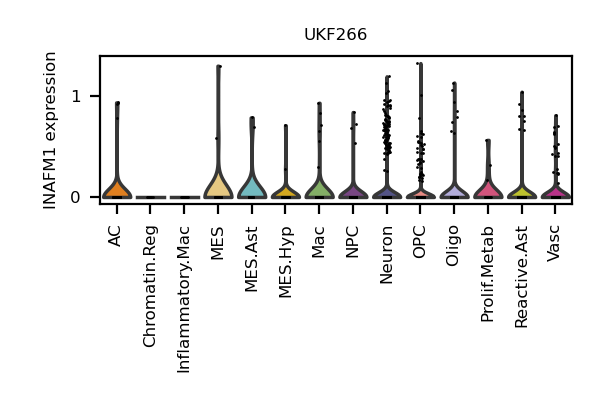 UKF266
INAFM1 expression
1
0
AC
Chromatin.Reg
Inflammatory.Mac
MES
MES.Ast
MES.Hyp
Mac
NPC
Neuron
OPC
Oligo
Prolif.Metab
Reactive.Ast
Vasc